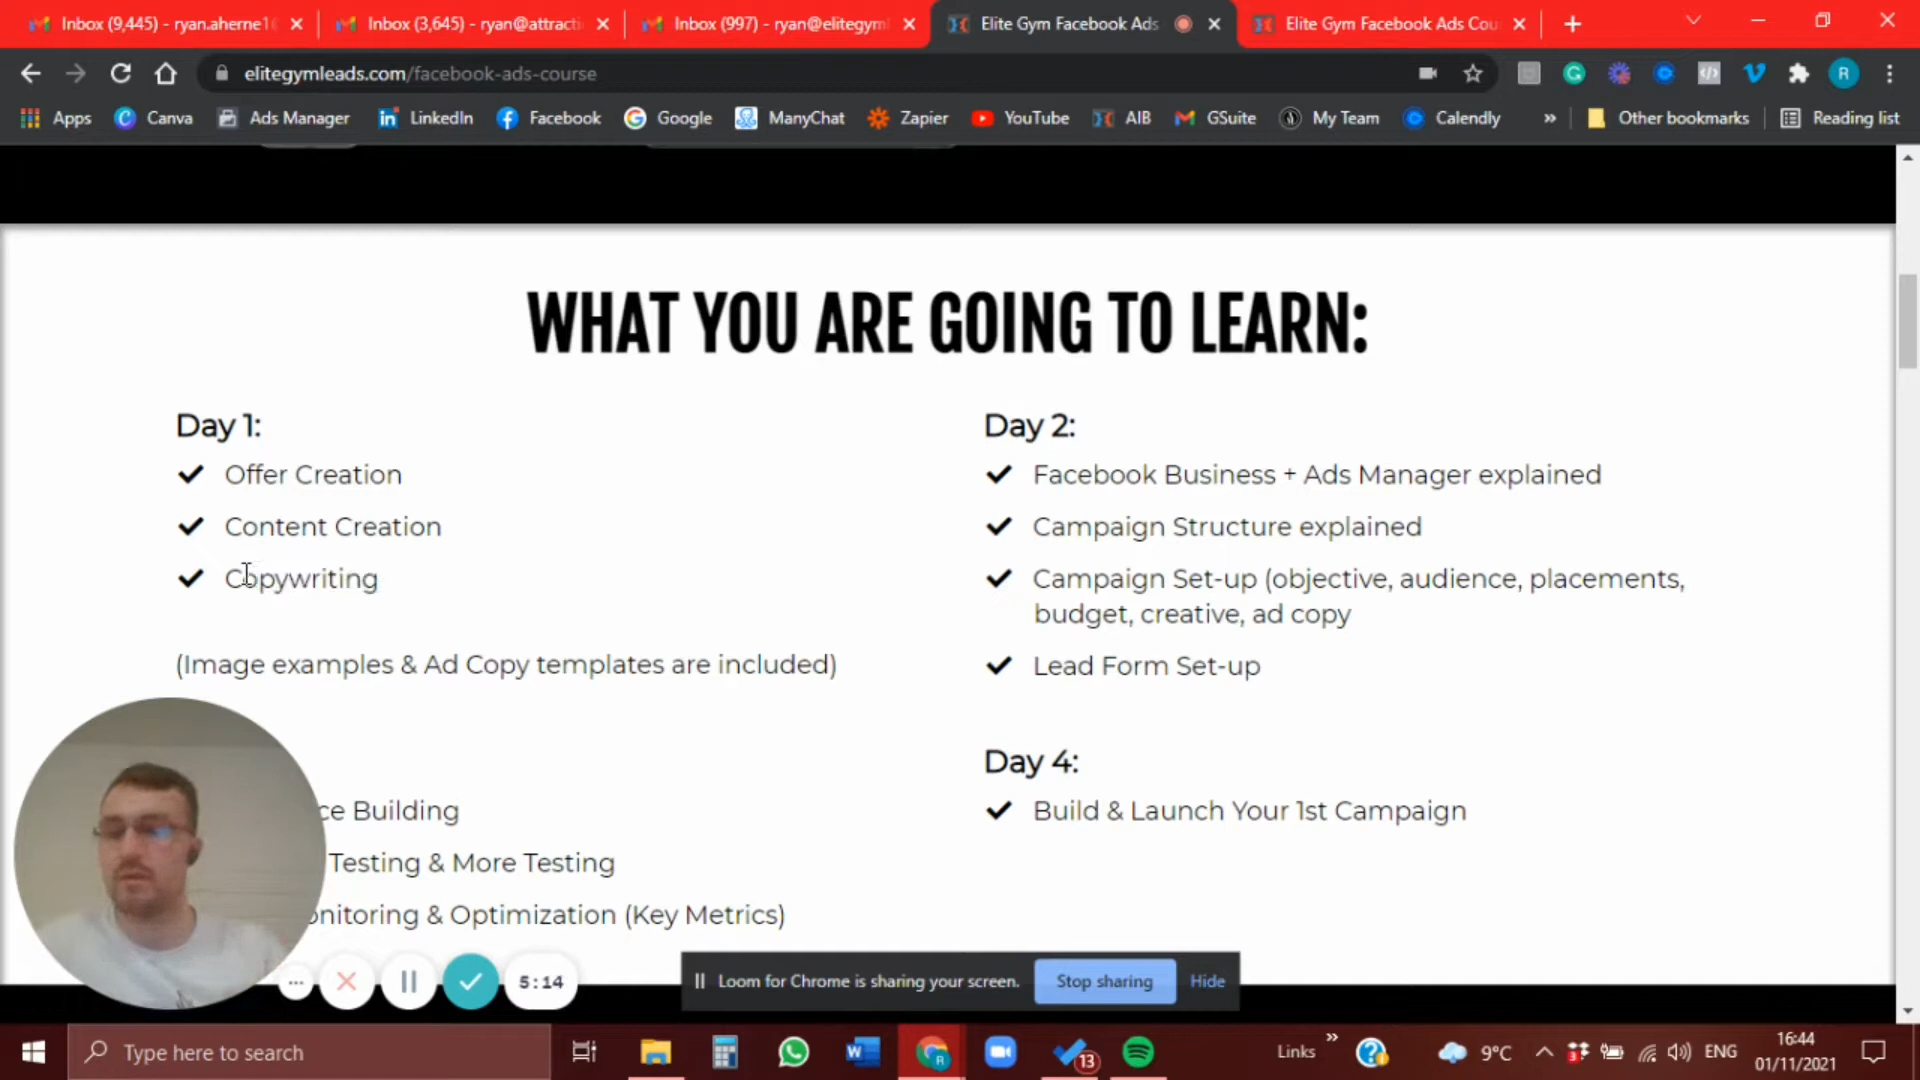 Inbox (9,445) - ryan.aherne1
Inbox (3,645) - ryan@attracti
Inbox (997) - ryan@elitegyml
Elite Gym Facebook Ads
Elite Gym Facebook Ads Cou
elitegymleads.com/facebook-ads-course
R
Apps
Canva
Ads Manager
LinkedIn
Facebook
Google
ManyChat
Zapier
YouTube
AIB
GSuite
My Team
Calendly
»
Other bookmarks
Reading list
WHAT YOU ARE GOING TO LEARN:
Day 1:
Offer Creation
Content Creation
Copywriting
(Image examples & Ad Copy templates are included)
Day 2:
Facebook Business + Ads Manager explained
Campaign Structure explained
Campaign Set-up (objective, audience, placements,
budget, creative, ad copy
Lead Form Set-up
ce Building
Testing & More Testing
onitoring & Optimization (Key Metrics)
Day 4:
Build & Launch Your 1st Campaign
5:14
Loom for Chrome is sharing your screen.
Stop sharing
Hide
Type here to search
13
Links
»
9°C
3
ENG
16:44
01/11/2021